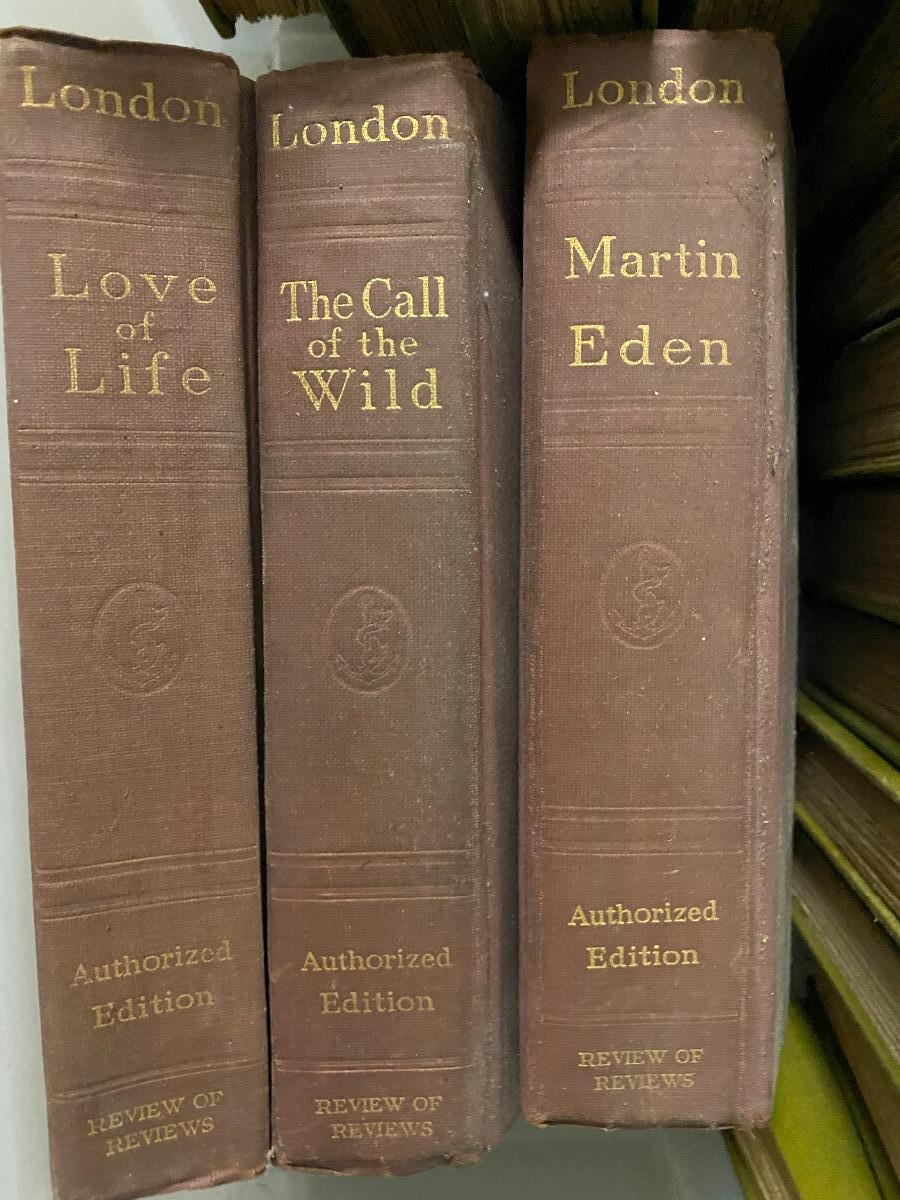 London
Love
of
Life
Authorized
Edition
REVIEW OF
REVIEWS
London
The Call
of the
Wild
Authorized
Edition
REVIEW OF
REVIEWS
London
Martin
Eden
Authorized
Edition
REVIEW OF
REVIEWS